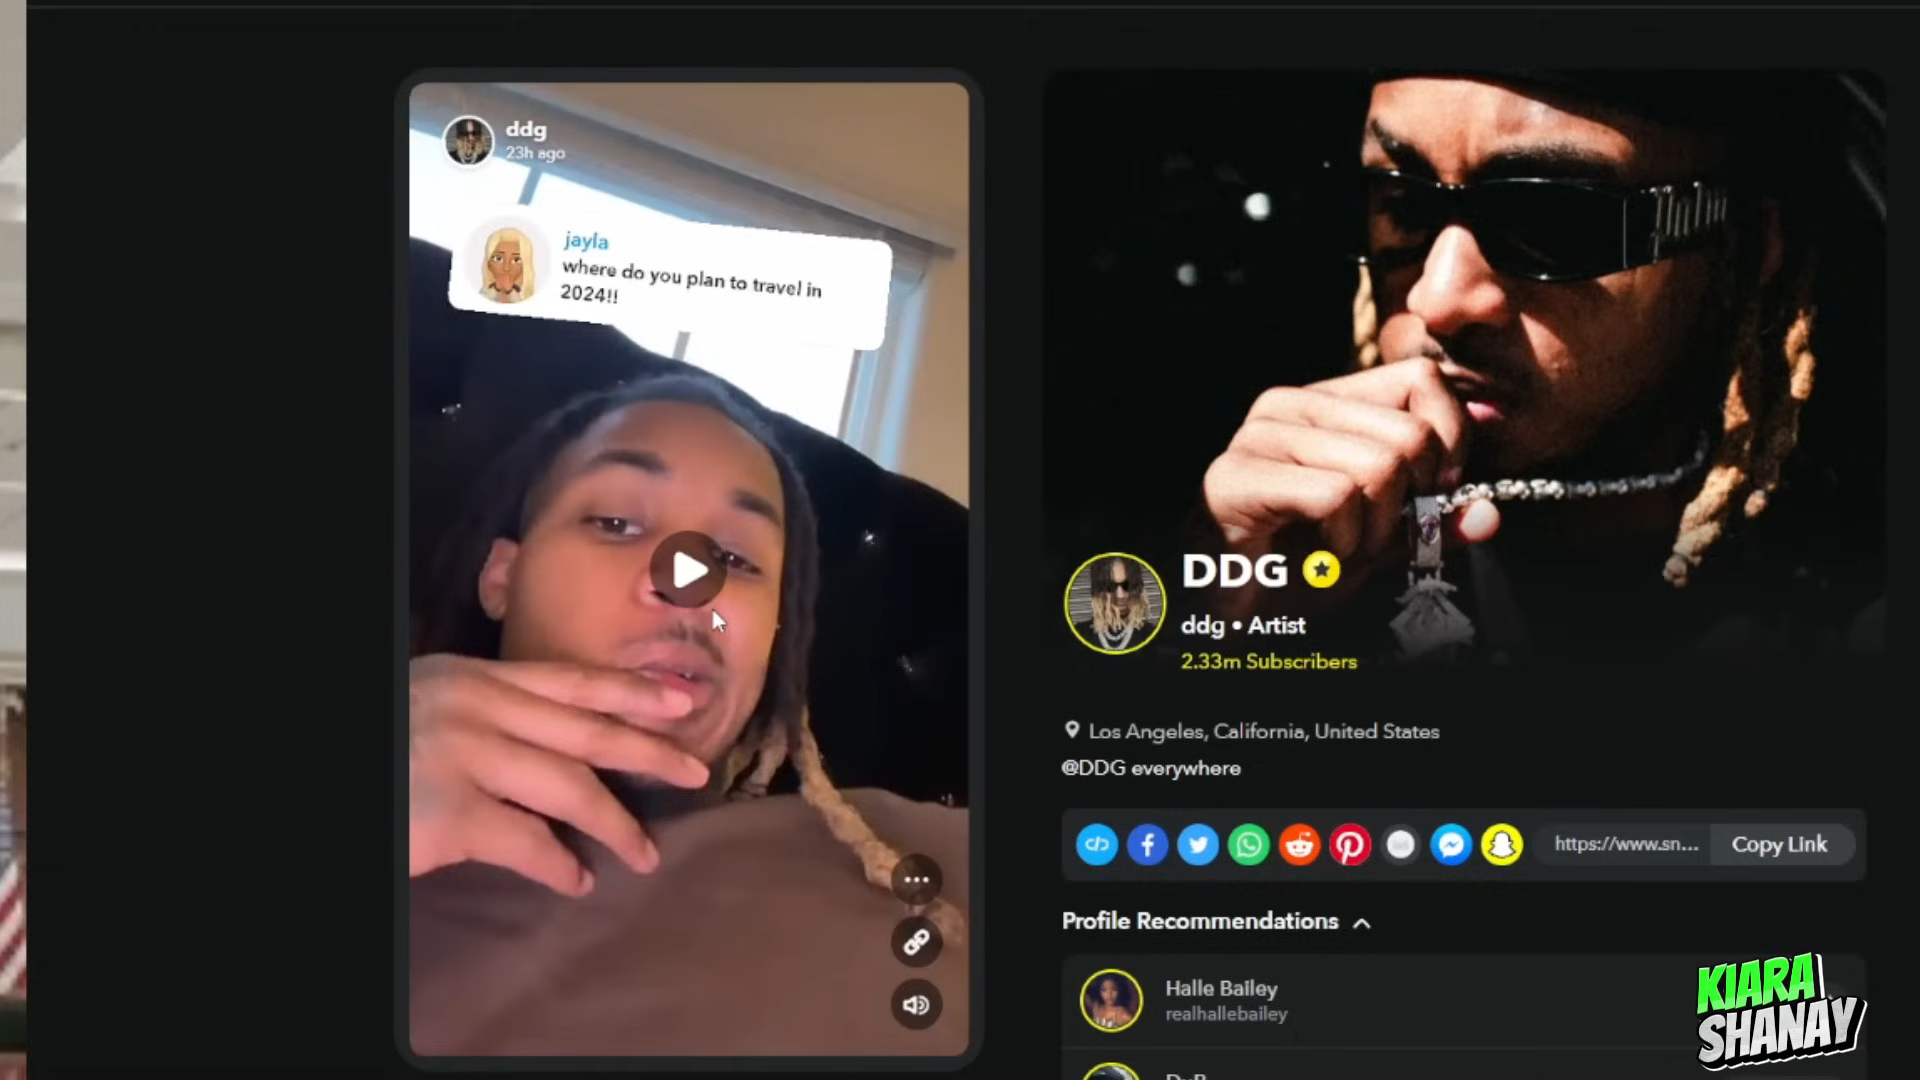 ddg
23h ago
jayla
where do you plan to travel in
2024!!
DDG
ddg • Artist
2.33m Subscribers
Los Angeles, California, United States
@DDG everywhere
https://www.sn...
Copy Link
Profile Recommendations
Halle Bailey
realhallebailey
KIARA
SHANAY